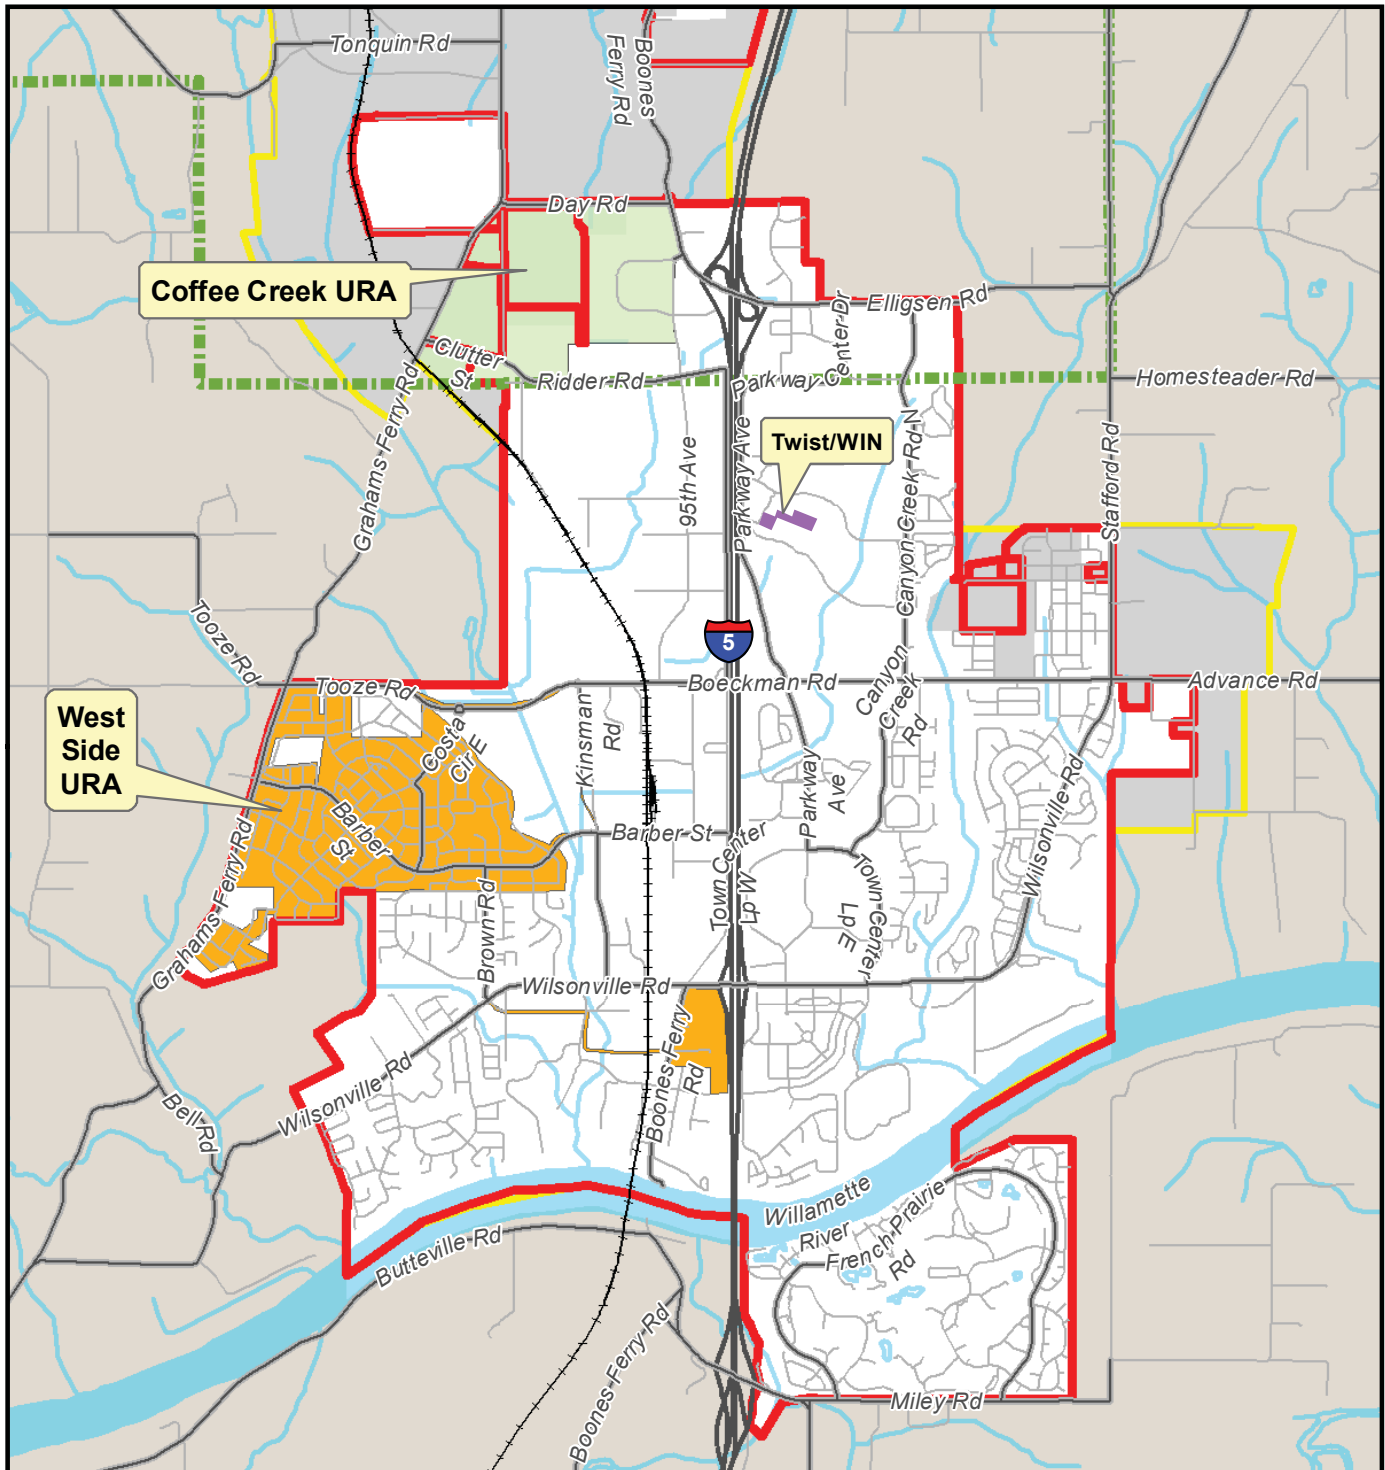 Tonquin Rd
Boones
Ferry Rd
Day Rd
Coffee Creek URA
Elligsen Rd
Parkway Center Dr
Clutter
St
Ridder Rd
Homesteader Rd
Grahams Ferry Rd
95th Ave
Parkway Ave
Twist/WIN
Canyon Creek Rd N
Stafford Rd
Tooze Rd
5
Tooze Rd
Boeckman Rd
Advance Rd
Canyon
Creek
Rd
West
Side
URA
Costa
Cir E
Kinsman
Rd
Parkway
Ave
Wilsonville Rd
Barber
St
Barber St
Town Center
Lp W
Town Center
Lp E
Grahams Ferry Rd
Brown Rd
Wilsonville Rd
Boones Ferry
Rd
Wilsonville Rd
Bell Rd
Willamette
River
French Prairie
Rd
Butteville Rd
Boones Ferry Rd
Miley Rd